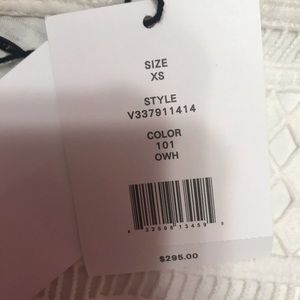 SIZE
XS
STYLE
V337911414
COLOR
101
OWH
$295.00